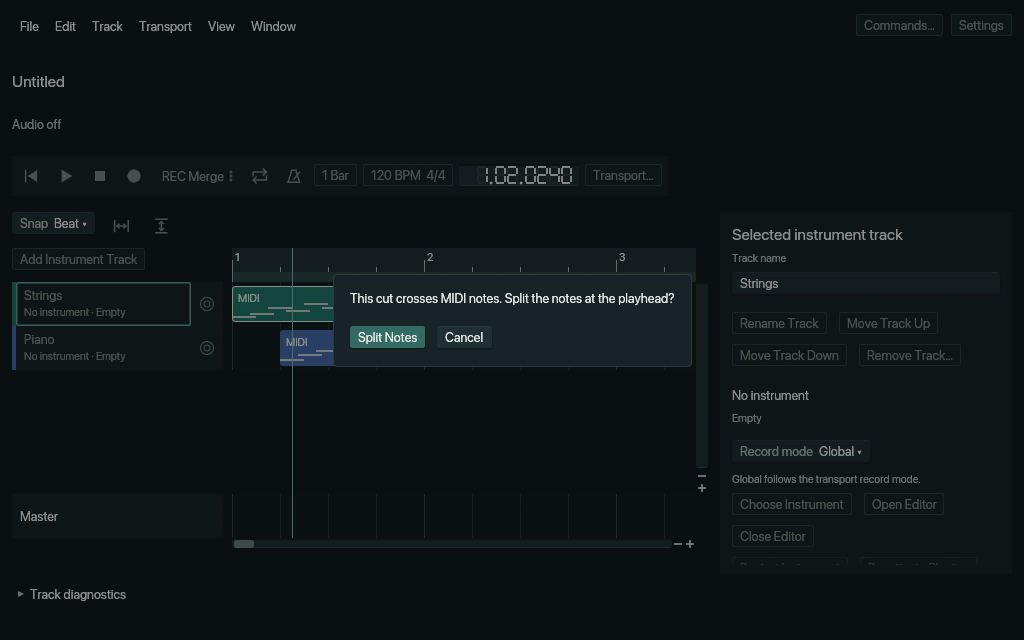 File Edit Track Transport View Window
Commands... Settings
Untitled
Audio off
REC Merge 1 Bar 120 BPM 4/4 1.02.0240 Transport...
Snap Beat
Add Instrument Track
1 2 3
Strings
No instrument · Empty
Piano
No instrument · Empty
MIDI
MIDI
This cut crosses MIDI notes. Split the notes at the playhead?
Split Notes Cancel
Master
Track diagnostics
Selected instrument track
Track name
Strings
Rename Track Move Track Up
Move Track Down Remove Track...
No instrument
Empty
Record mode Global
Global follows the transport record mode.
Choose Instrument Open Editor
Close Editor